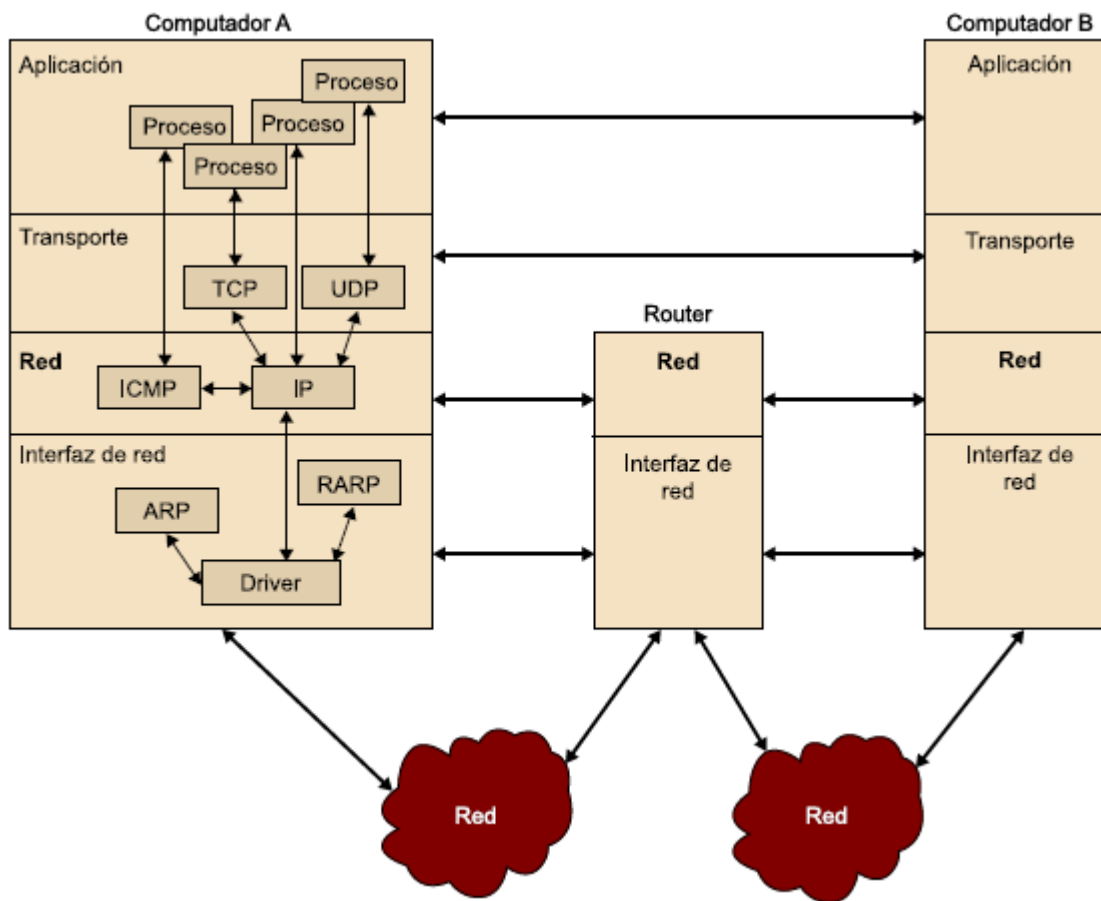 Computador A
Computador B
Aplicación
Proceso
Proceso
Proceso
Proceso
Aplicación
Transporte
TCP
UDP
Transporte
Router
Red
ICMP
IP
Red
Red
Interfaz de red
RARP
ARP
Driver
Interfaz de
red
Interfaz de
red
Red
Red